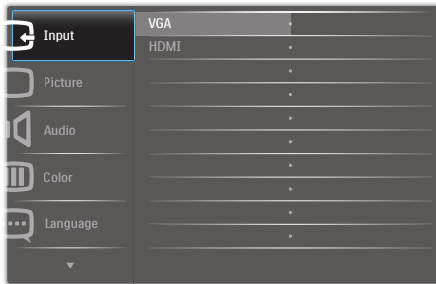 Input
Picture
Audio
Color
Language
VGA
HDMI